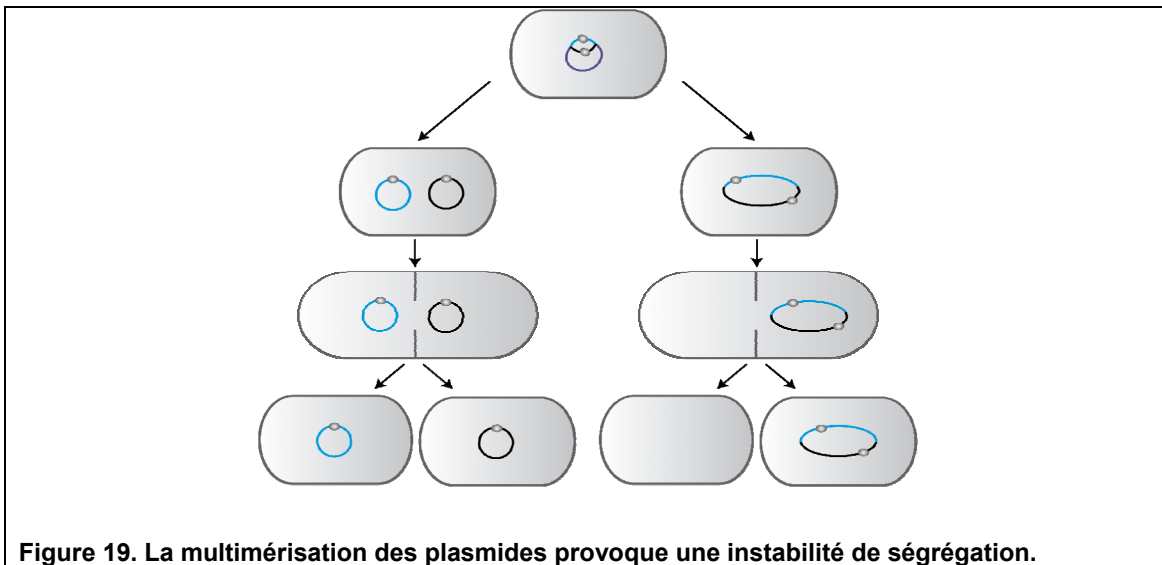 Figure 19. La multimérisation des plasmides provoque une instabilité de ségrégation.